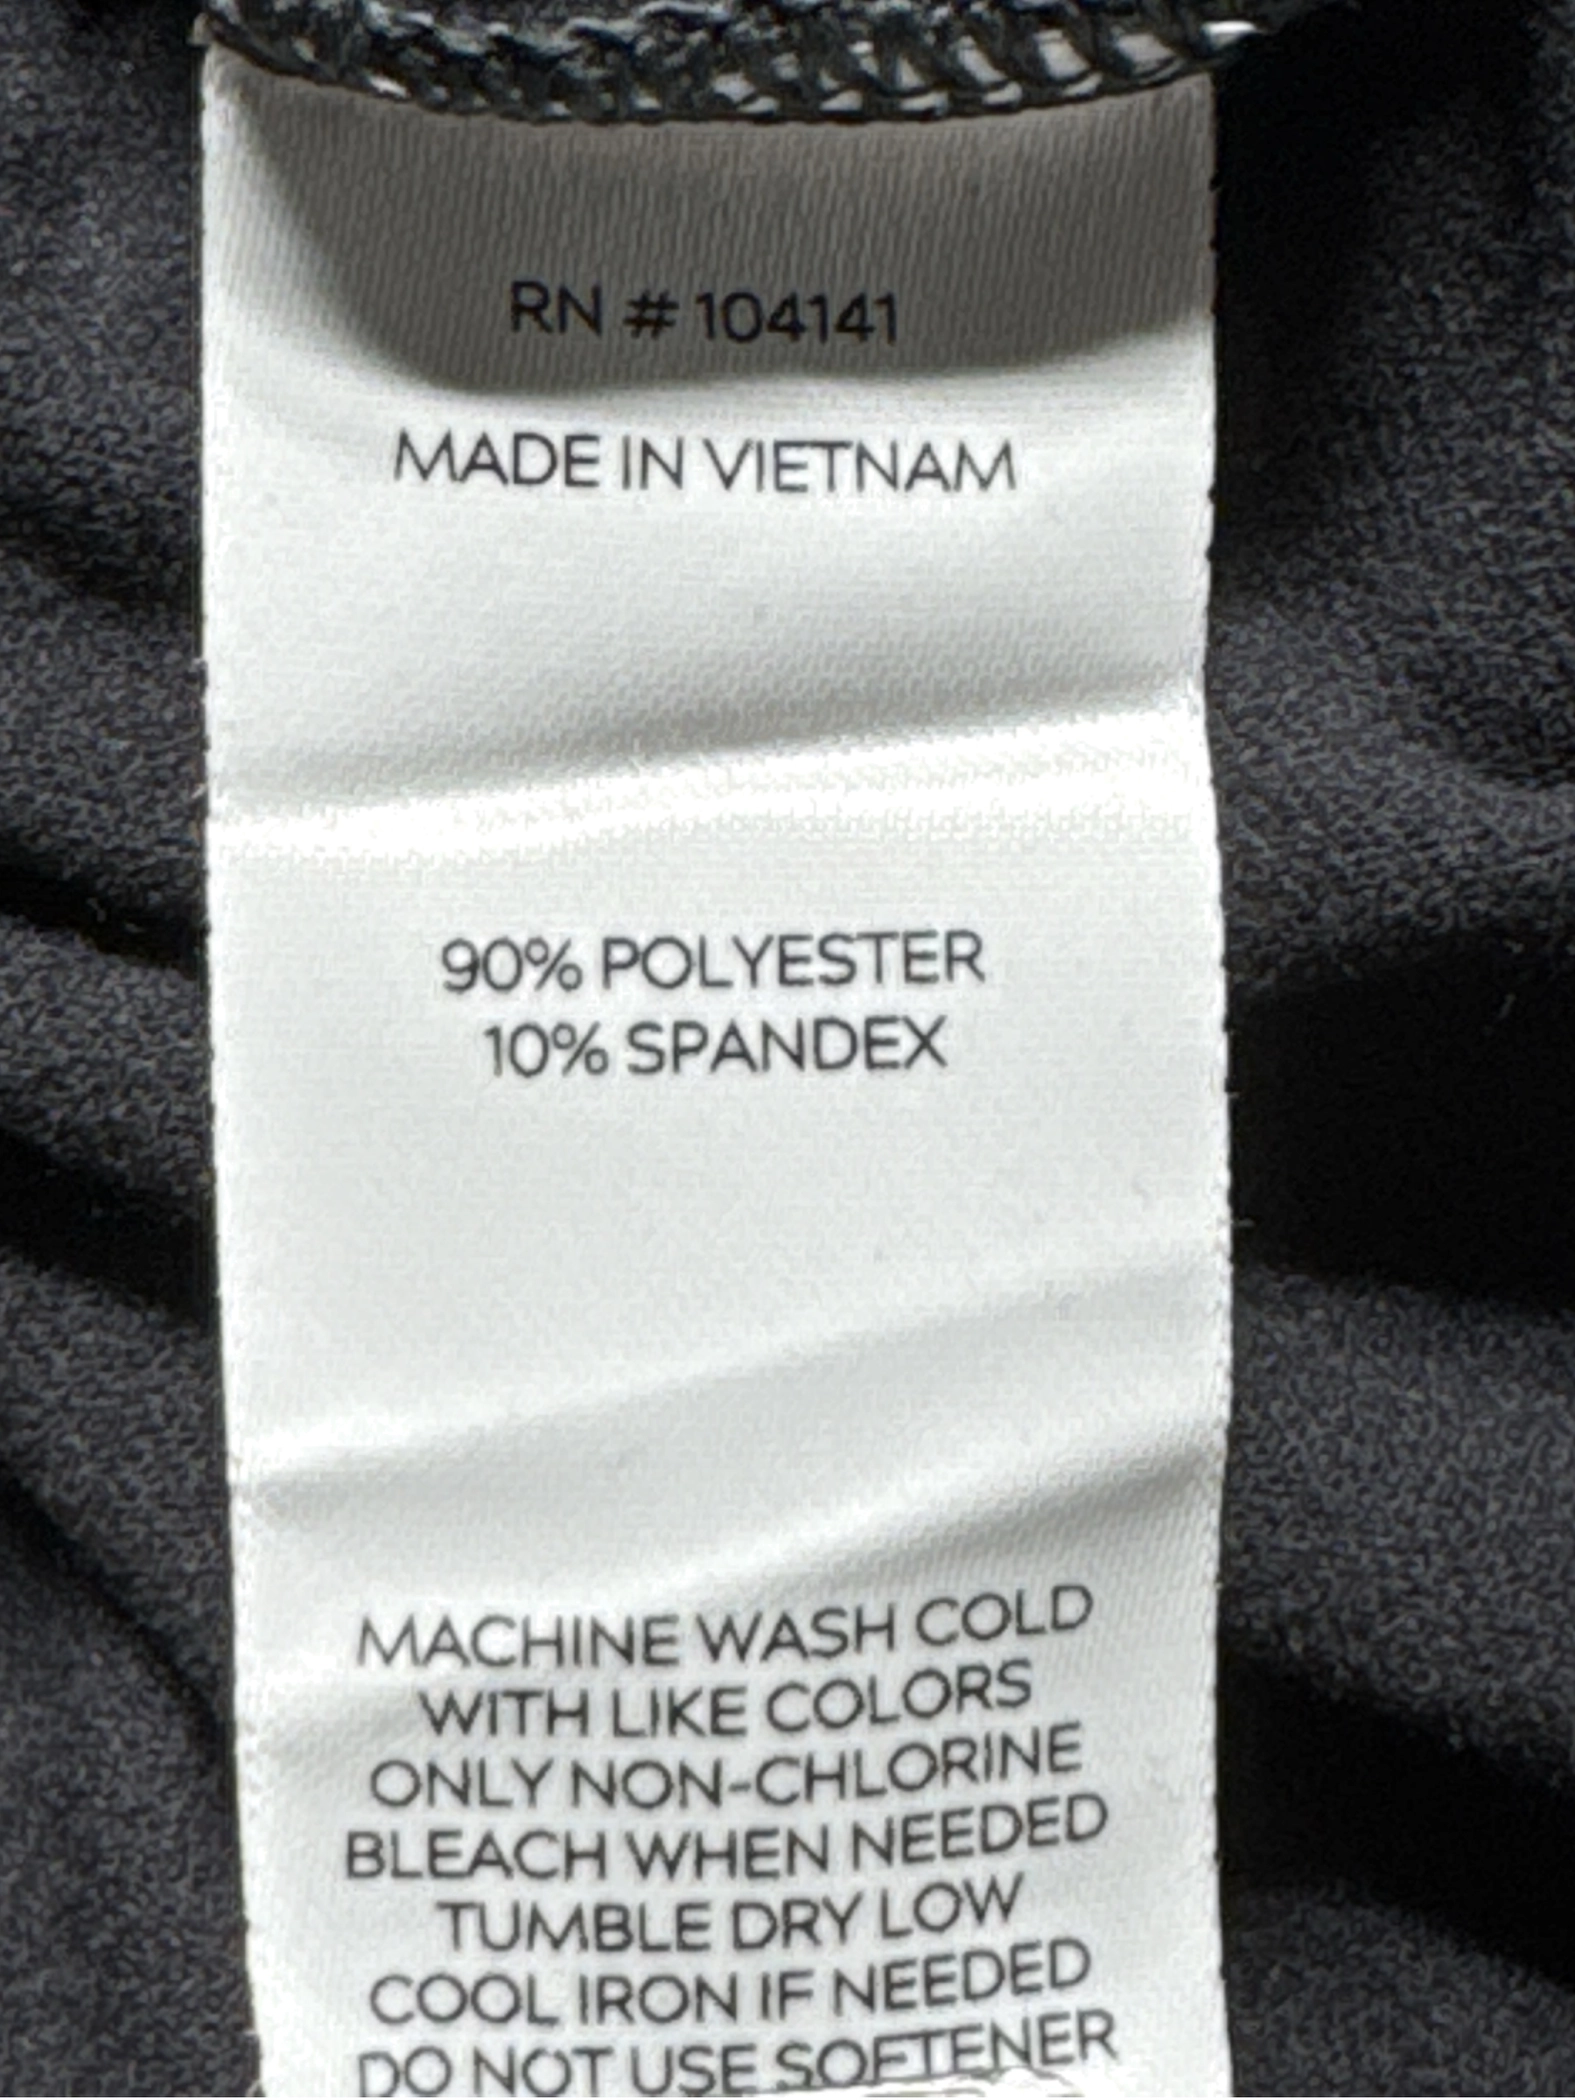 RN # 104141
MADE IN VIETNAM
90% POLYESTER
10% SPANDEX
MACHINE WASH COLD
WITH LIKE COLORS
ONLY NON-CHLORINE
BLEACH WHEN NEEDED
TUMBLE DRY LOW
COOL IRON IF NEEDED
DO NOT USE SOFTENER